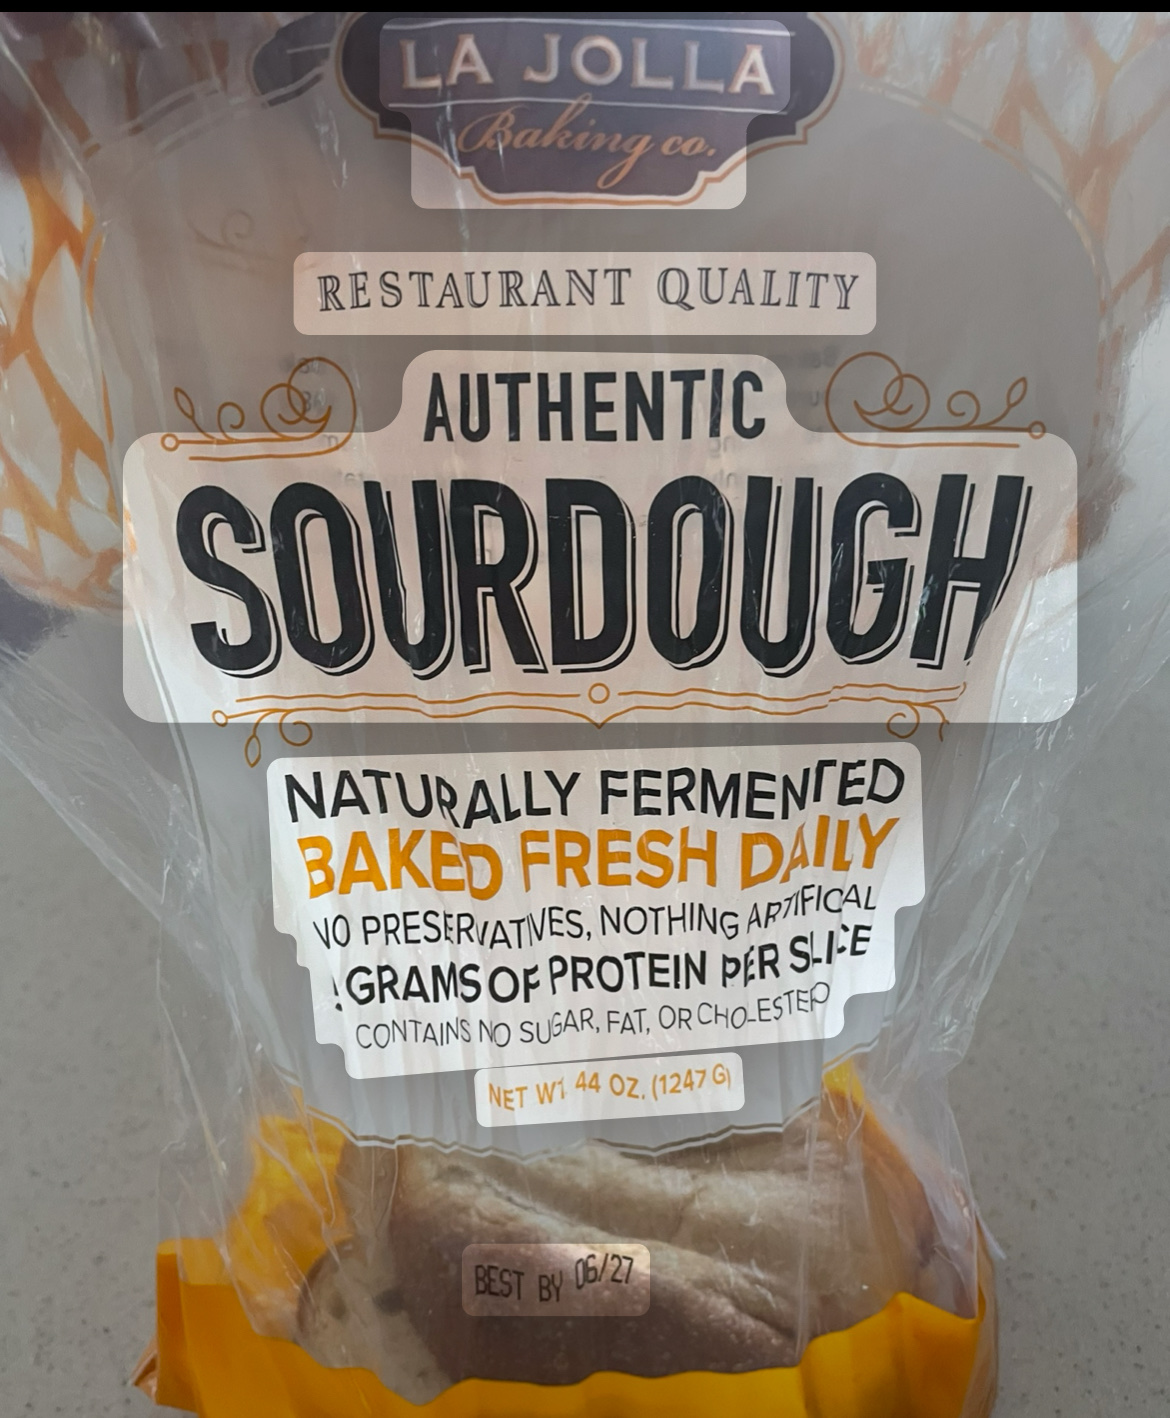 LA JOLLA
Baking co.
RESTAURANT QUALITY
AUTHENTIC
SOURDOUGH
NATURALLY FERMENTED
BAKED FRESH DAILY
NO PRESERVATIVES, NOTHING ARTIFICAL
GRAMS OF PROTEIN PER SLICE
CONTAINS NO SUGAR, FAT, OR CHOLESTER
NET WT 44 OZ. (1247 G)
BEST BY 06/27